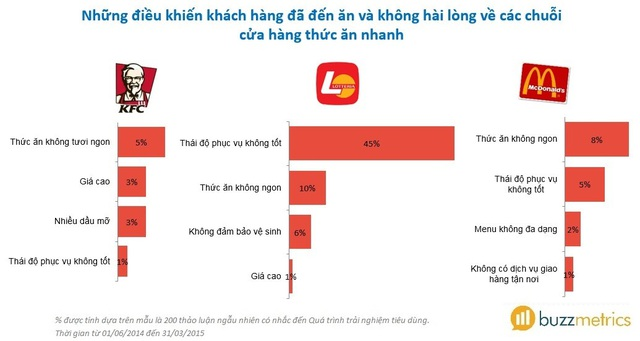 Những điều khiến khách hàng đã đến ăn và không hài lòng về các chuỗi
cửa hàng thức ăn nhanh
KFC
L
LOTTERIA
M
McDonald's
Thức ăn không tươi ngon
5%
Giá cao
3%
Nhiều dầu mỡ
3%
Thái độ phục vụ không tốt
1%
Thái độ phục vụ không tốt
45%
Thức ăn không ngon
10%
Không đảm bảo vệ sinh
6%
Giá cao
1%
Thức ăn không ngon
8%
Thái độ phục vụ
không tốt
5%
Menu không đa dạng
2%
Không có dịch vụ giao
hàng tận nơi
1%
% được tính dựa trên mẫu là 200 thảo luận ngẫu nhiên có nhắc đến Quá trình trải nghiệm tiêu dùng.
Thời gian từ 01/06/2014 đến 31/03/2015
buzzmetrics